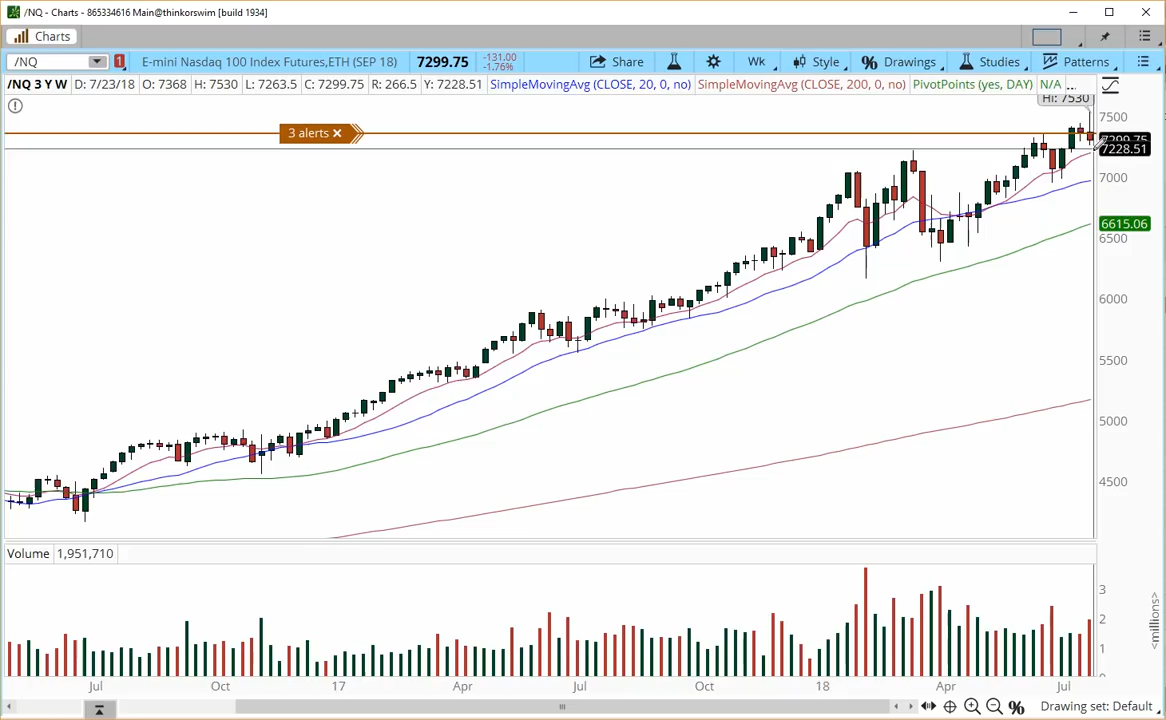 /NQ - Charts - 865334616 Main@thinkorswim [build 1934]
Charts
/NQ 1 E-mini Nasdaq 100 Index Futures,ETH (SEP 18) 7299.75 -131.00 -1.76% Share Wk Style % Drawings Studies Patterns
/NQ 3 Y W D: 7/23/18 O: 7368 H: 7530 L: 7263.5 C: 7299.75 R: 266.5 Y: 7228.51 SimpleMovingAvg (CLOSE, 20, 0, no) SimpleMovingAvg (CLOSE, 200, 0, no) PivotPoints (yes, DAY) N/A ...
Hi: 7530
7500
3 alerts ×
7299.75
7228.51
7000
6615.06
6500
6000
5500
5000
4500
Volume 1,951,710
3
2
1
<millions>
Jul Oct 17 Apr Jul Oct 18 Apr Jul
% Drawing set: Default